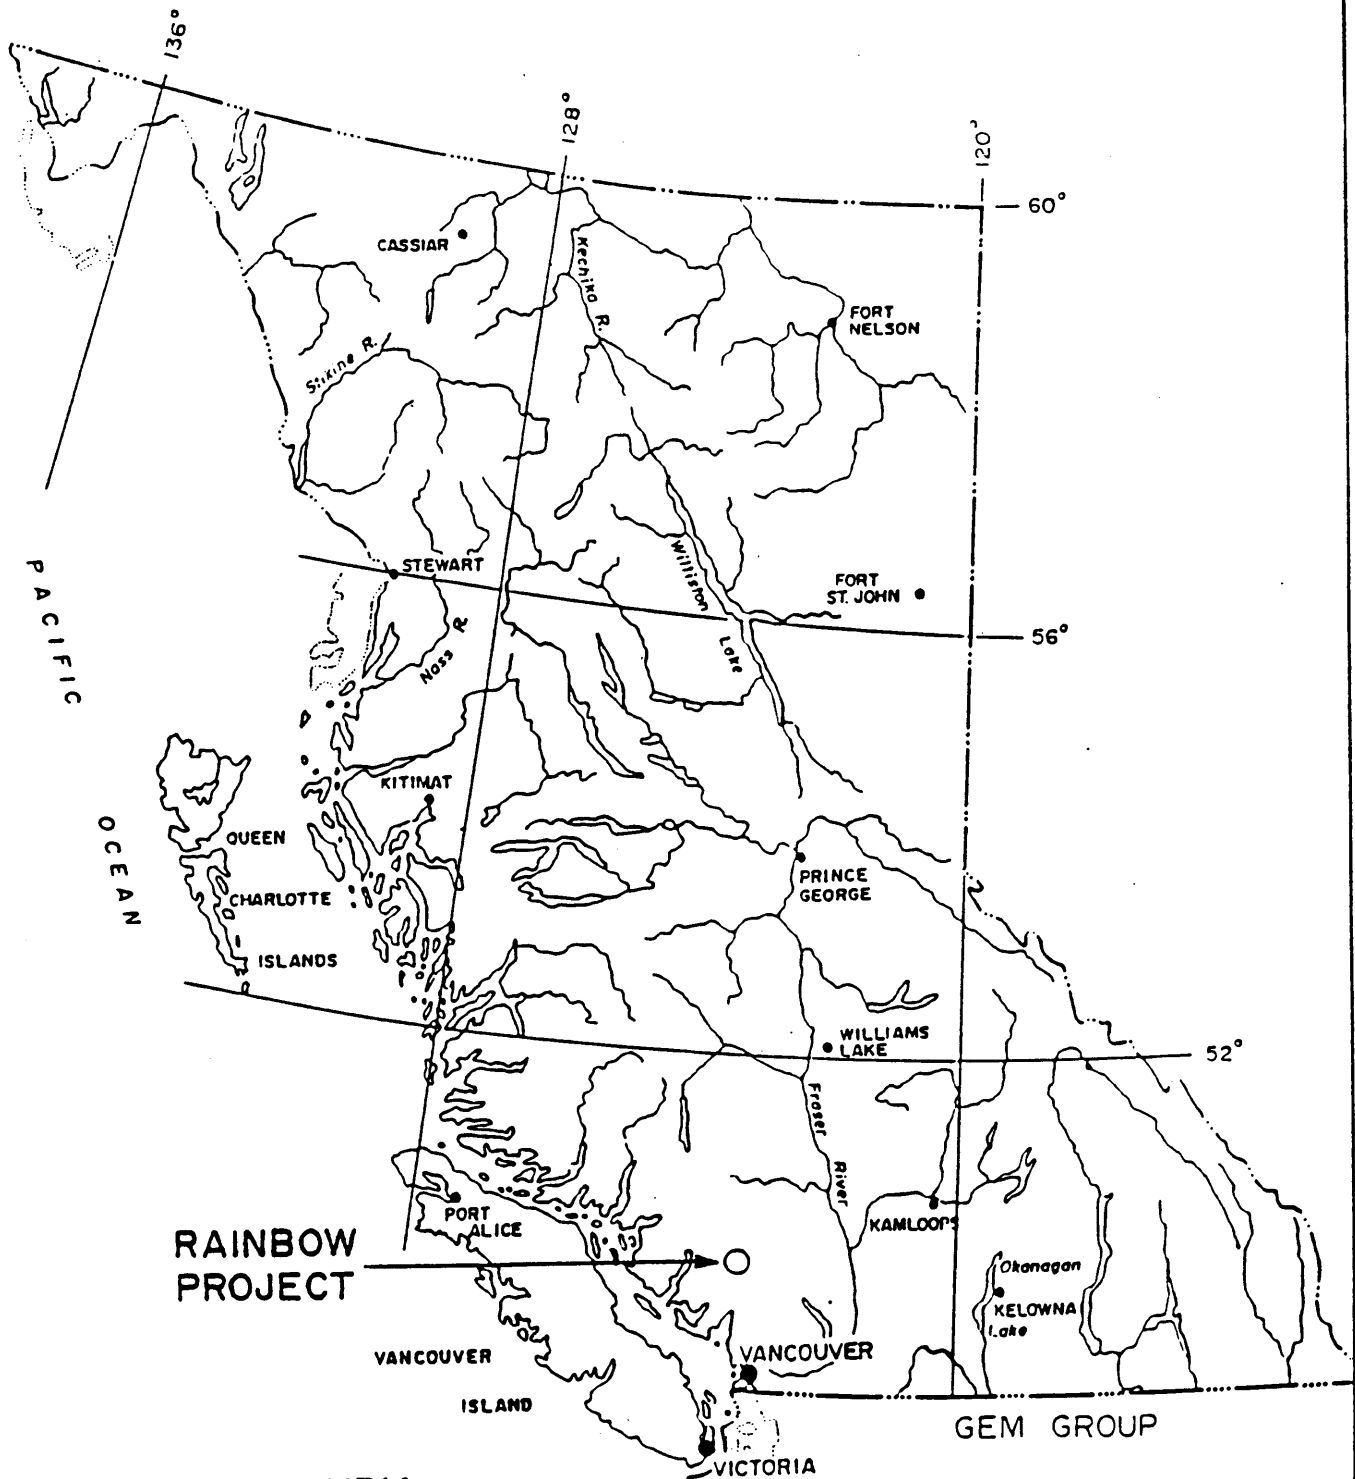 136°
128°
120°
60°
CASSIAR
Kechika R.
FORT
NELSON
Stikine R.
STEWART
FORT
ST. JOHN
Williston
Lake
56°
Nass R.
PACIFIC
OCEAN
KITIMAT
QUEEN
CHARLOTTE
ISLANDS
PRINCE
GEORGE
WILLIAMS
LAKE
52°
Fraser
River
PORT
ALICE
KAMLOOPS
RAINBOW
PROJECT
Okanagan
KELOWNA
Lake
VANCOUVER
VANCOUVER
ISLAND
GEM GROUP
VICTORIA